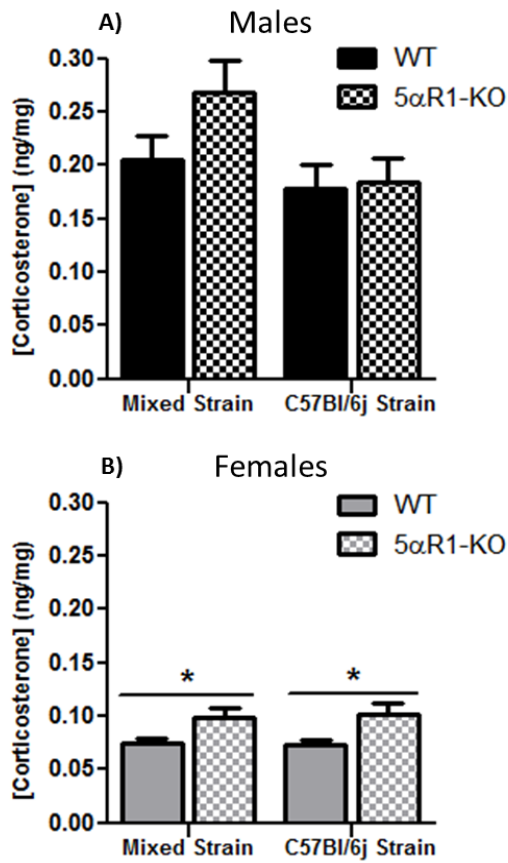 A) Males
[Corticosterone] (ng/mg)
0.30
0.25
0.20
0.15
0.10
0.05
0.00
WT
5αR1-KO
Mixed Strain C57Bl/6j Strain
B) Females
[Corticosterone] (ng/mg)
0.30
0.25
0.20
0.15
0.10
0.05
0.00
WT
5αR1-KO
* *
Mixed Strain C57Bl/6j Strain